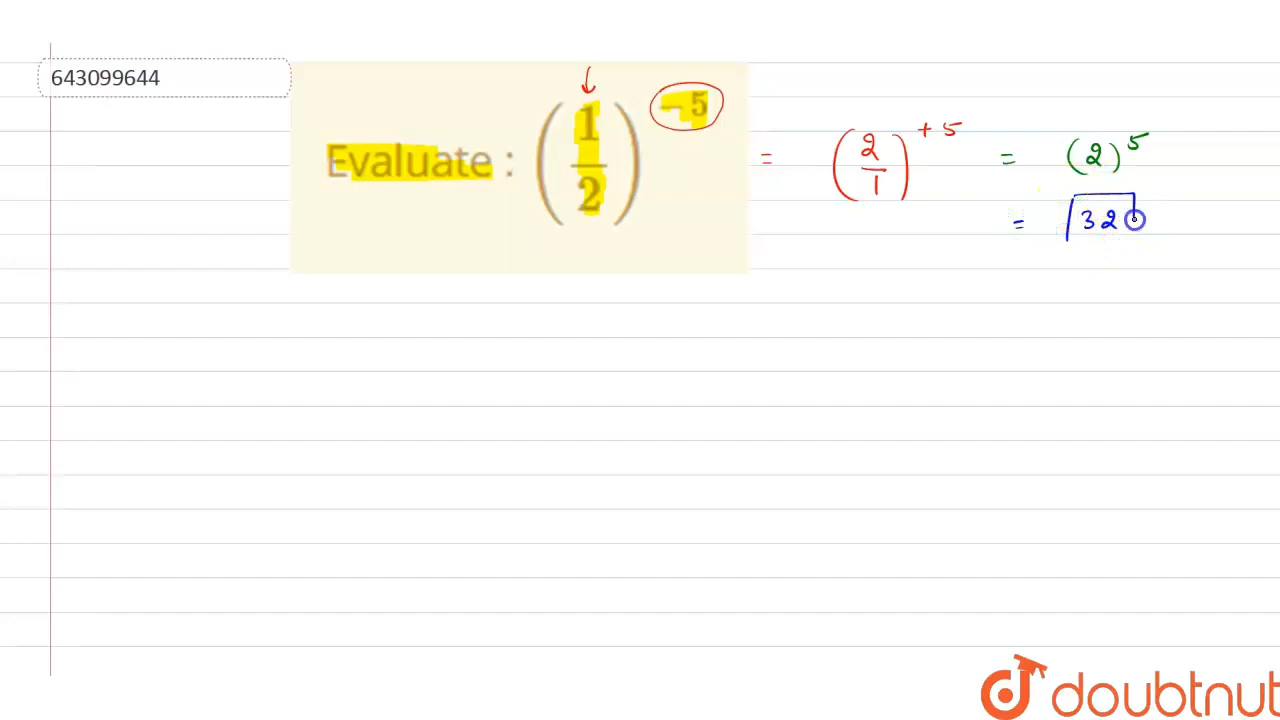 643099644
Evaluate : (1/2)^-5 = (2/1)^+5 = (2)^5
= 32
doubtnut